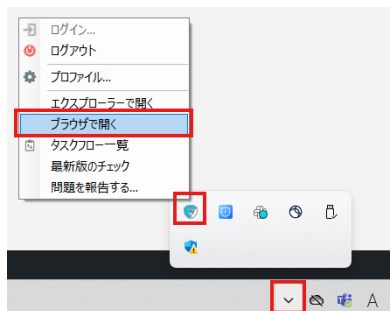 ログイン...
ログアウト
プロファイル...
エクスプローラーで開く
ブラウザで開く
タスクフロー一覧
最新版のチェック
問題を報告する...
A